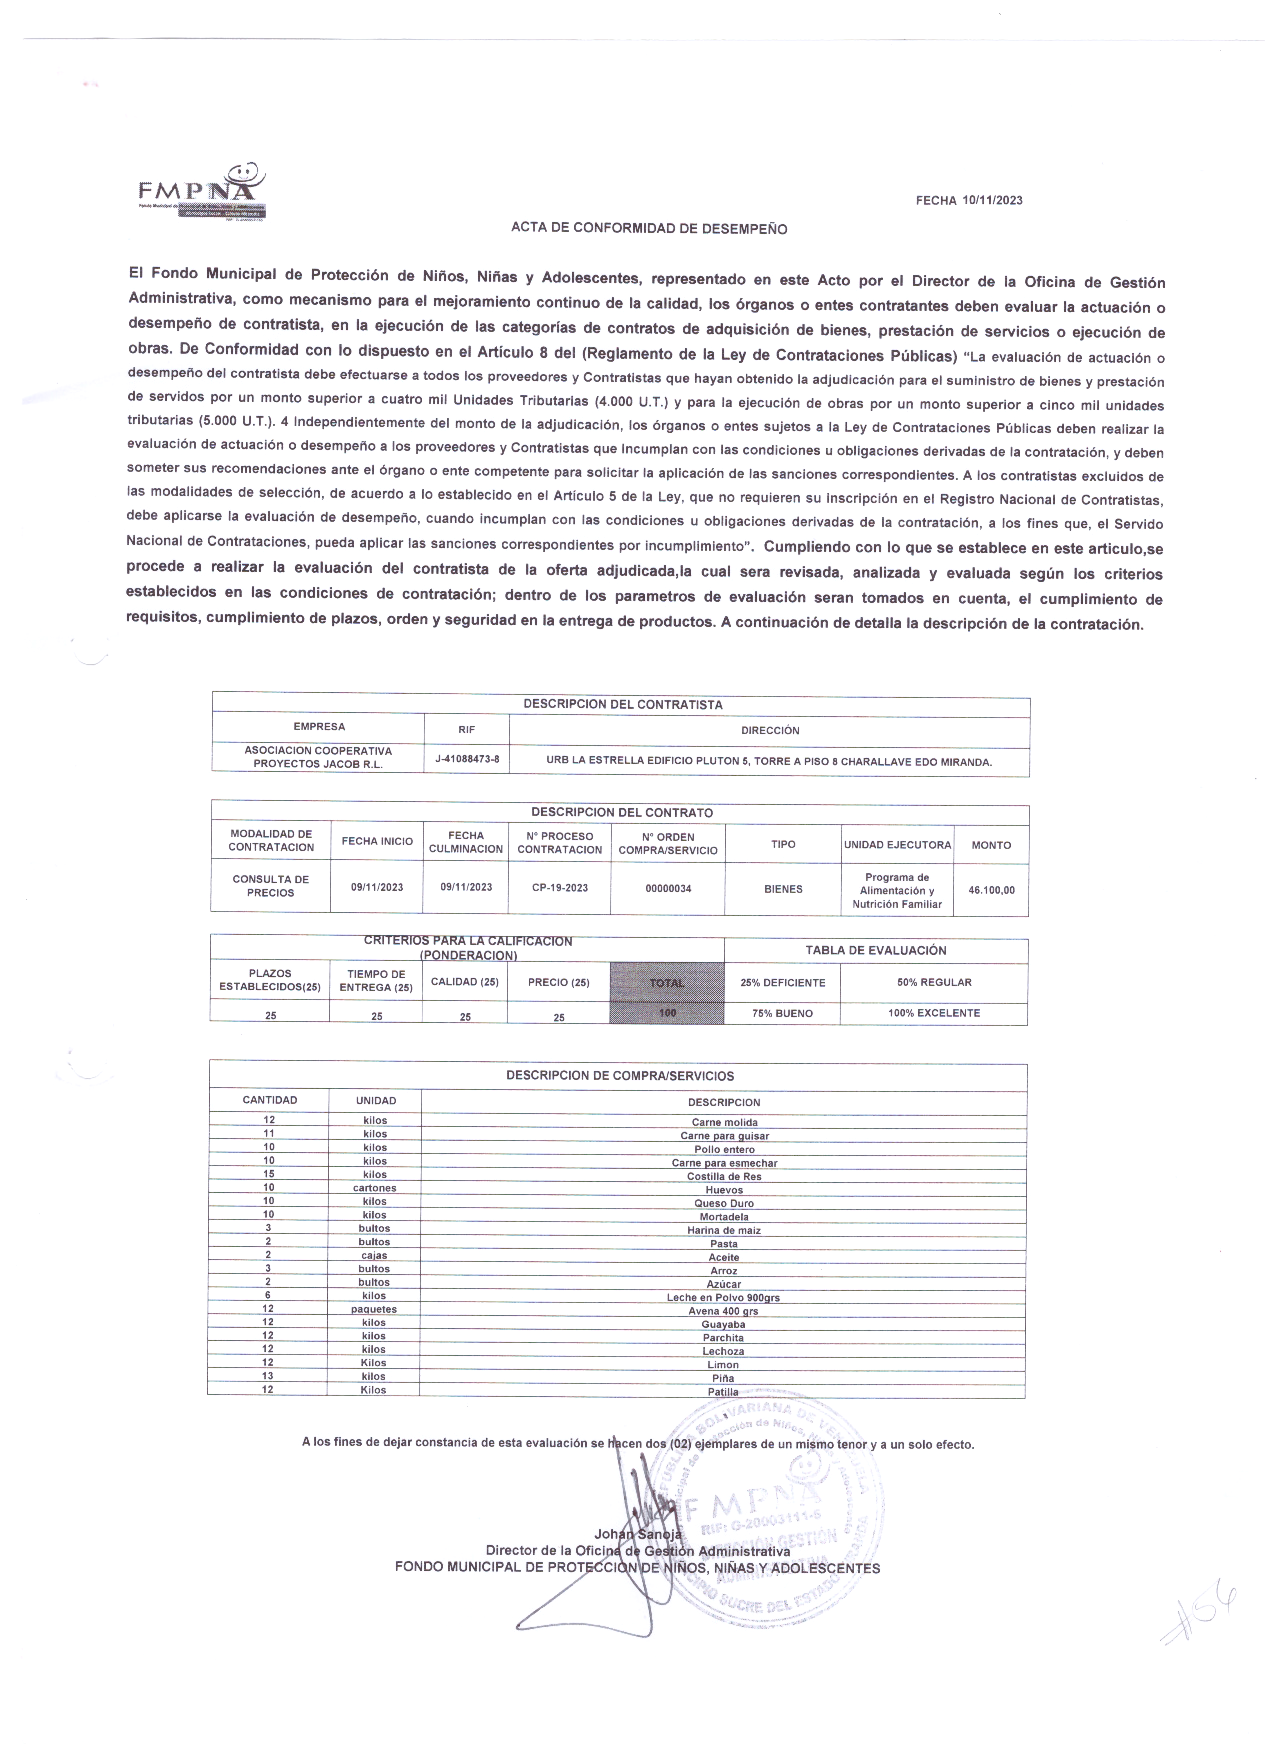 FMPNA
FECHA 10/11/2023
ACTA DE CONFORMIDAD DE DESEMPEÑO
El Fondo Municipal de Protección de Niños, Niñas y Adolescentes, representado en este Acto por el Director de la Oficina de Gestión
Administrativa, como mecanismo para el mejoramiento continuo de la calidad, los órganos o entes contratantes deben evaluar la actuación o
desempeño de contratista, en la ejecución de las categorías de contratos de adquisición de bienes, prestación de servicios o ejecución de
obras. De Conformidad con lo dispuesto en el Artículo 8 del (Reglamento de la Ley de Contrataciones Públicas) “La evaluación de actuación o
desempeño del contratista debe efectuarse a todos los proveedores y Contratistas que hayan obtenido la adjudicación para el suministro de bienes y prestación
de servidos por un monto superior a cuatro mil Unidades Tributarias (4.000 U.T.) y para la ejecución de obras por un monto superior a cinco mil unidades
tributarias (5.000 U.T.). 4 Independientemente del monto de la adjudicación, los órganos o entes sujetos a la Ley de Contrataciones Públicas deben realizar la
evaluación de actuación o desempeño a los proveedores y Contratistas que Incumplan con las condiciones u obligaciones derivadas de la contratación, y deben
someter sus recomendaciones ante el órgano o ente competente para solicitar la aplicación de las sanciones correspondientes. A los contratistas excluidos de
las modalidades de selección, de acuerdo a lo establecido en el Artículo 5 de la Ley, que no requieren su inscripción en el Registro Nacional de Contratistas,
debe aplicarse la evaluación de desempeño, cuando incumplan con las condiciones u obligaciones derivadas de la contratación, a los fines que, el Servido
Nacional de Contrataciones, pueda aplicar las sanciones correspondientes por incumplimiento”. Cumpliendo con lo que se establece en este articulo,se
procede a realizar la evaluación del contratista de la oferta adjudicada,la cual sera revisada, analizada y evaluada según los criterios
establecidos en las condiciones de contratación; dentro de los parametros de evaluación seran tomados en cuenta, el cumplimiento de
requisitos, cumplimiento de plazos, orden y seguridad en la entrega de productos. A continuación de detalla la descripción de la contratación.
DESCRIPCION DEL CONTRATISTA
EMPRESA RIF DIRECCIÓN
ASOCIACION COOPERATIVA
PROYECTOS JACOB R.L. J-41088473-8 URB LA ESTRELLA EDIFICIO PLUTON 5, TORRE A PISO 8 CHARALLAVE EDO MIRANDA.
DESCRIPCION DEL CONTRATO
MODALIDAD DE
CONTRATACION FECHA INICIO FECHA
CULMINACION N° PROCESO
CONTRATACION N° ORDEN
COMPRA/SERVICIO TIPO UNIDAD EJECUTORA MONTO
CONSULTA DE
PRECIOS 09/11/2023 09/11/2023 CP-19-2023 00000034 BIENES Programa de
Alimentación y
Nutrición Familiar 46.100,00
CRITERIOS PARA LA CALIFICACION
(PONDERACION) TABLA DE EVALUACIÓN
PLAZOS
ESTABLECIDOS(25) TIEMPO DE
ENTREGA (25) CALIDAD (25) PRECIO (25) TOTAL 25% DEFICIENTE 50% REGULAR
25 25 25 25 100 75% BUENO 100% EXCELENTE
DESCRIPCION DE COMPRA/SERVICIOS
CANTIDAD UNIDAD DESCRIPCION
12 kilos Carne molida
11 kilos Carne para guisar
10 kilos Pollo entero
10 kilos Carne para esmechar
15 kilos Costilla de Res
10 cartones Huevos
10 kilos Queso Duro
10 kilos Mortadela
3 bultos Harina de maiz
2 bultos Pasta
2 cajas Aceite
3 bultos Arroz
2 bultos Azúcar
6 kilos Leche en Polvo 900grs
12 paquetes Avena 400 grs
12 kilos Guayaba
12 kilos Parchita
12 kilos Lechoza
12 Kilos Limon
13 kilos Piña
12 Kilos Patilla
A los fines de dejar constancia de esta evaluación se hacen dos (02) ejemplares de un mismo tenor y a un solo efecto.
FMPNA
RIF: G-20003111-6
Johan Sanoja
Director de la Oficina de Gestión Administrativa
FONDO MUNICIPAL DE PROTECCION DE NIÑOS, NIÑAS Y ADOLESCENTES